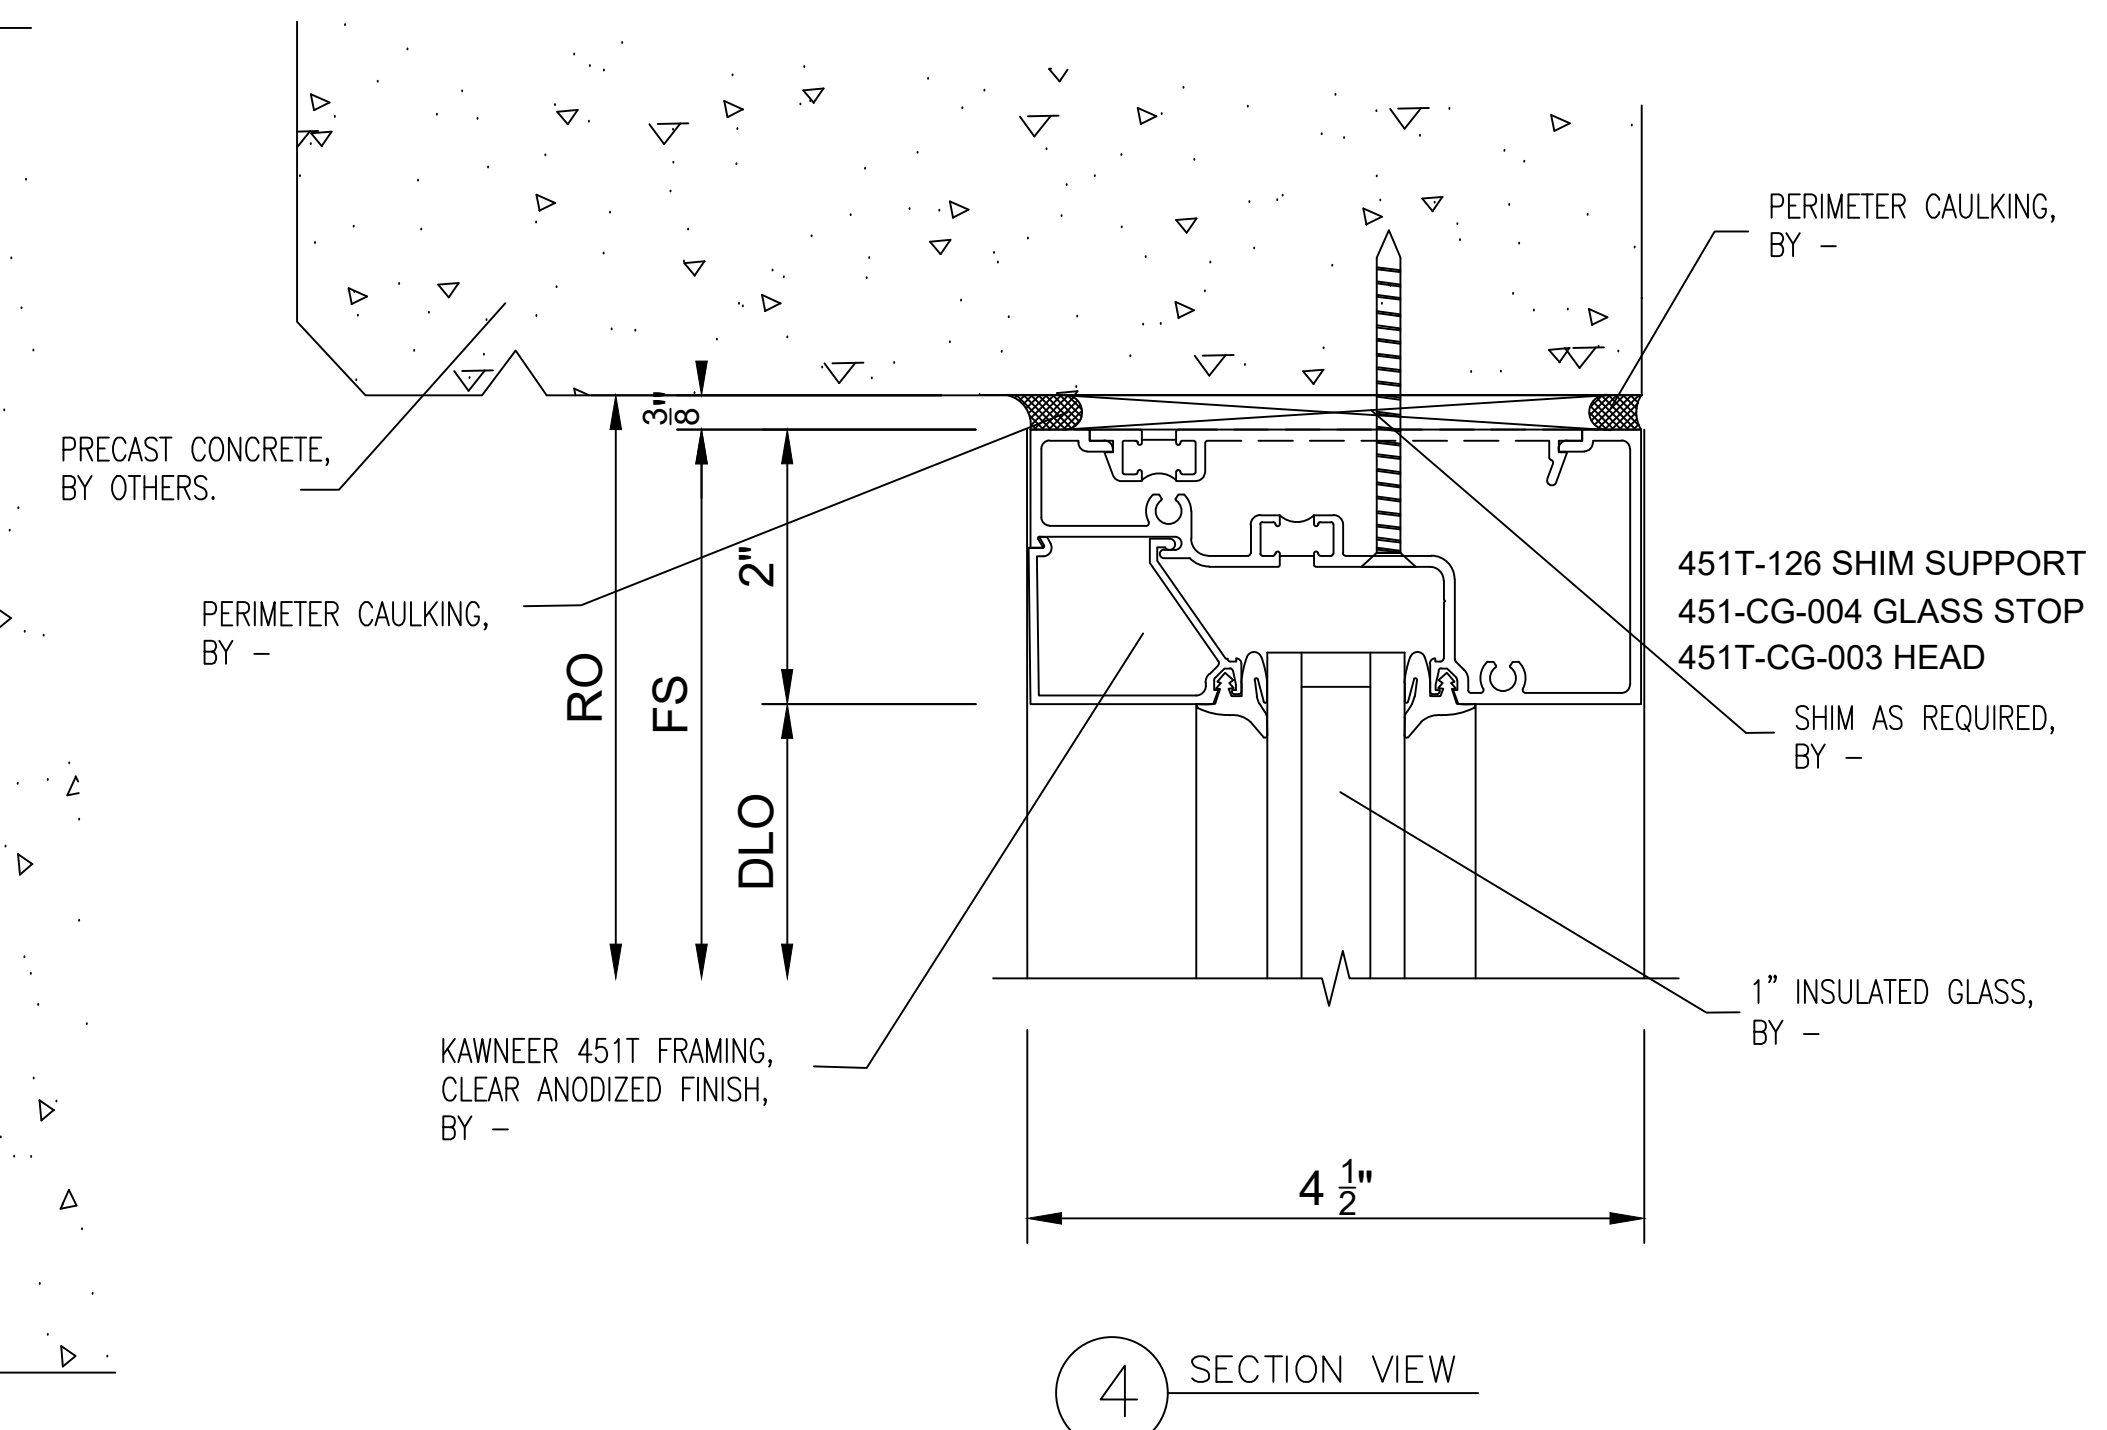 PERIMETER CAULKING,
BY –
3/8"
PRECAST CONCRETE,
BY OTHERS.
2"
451T-126 SHIM SUPPORT
451-CG-004 GLASS STOP
451T-CG-003 HEAD
PERIMETER CAULKING,
BY –
RO
FS
SHIM AS REQUIRED,
BY –
DLO
1” INSULATED GLASS,
BY –
KAWNEER 451T FRAMING,
CLEAR ANODIZED FINISH,
BY –
4 1/2"
4
SECTION VIEW